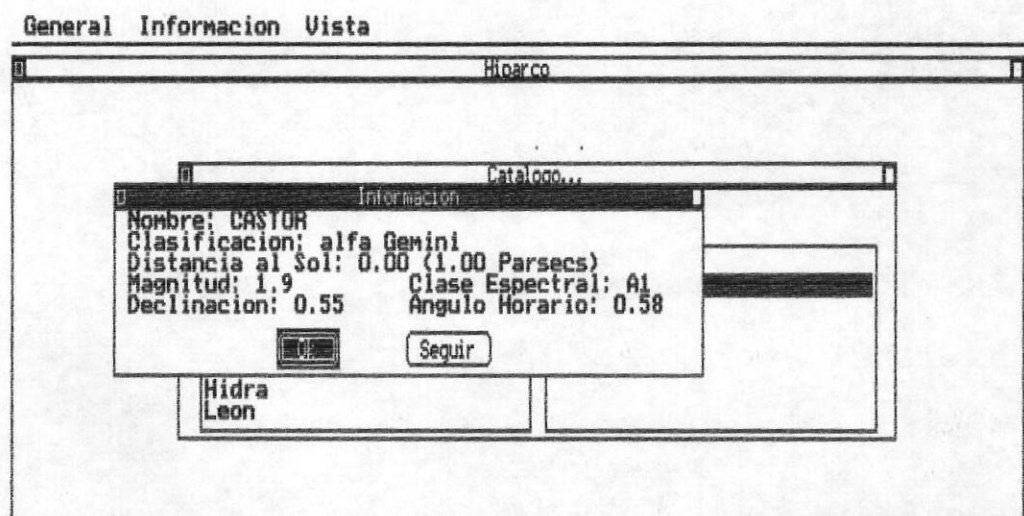 General Informacion Vista
Hiparco
Catalogo...
Informacion
Nombre: CASTOR
Clasificacion: alfa Gemini
Distancia al Sol: 0.00 (1.00 Parsecs)
Magnitud: 1.9 Clase Espectral: A1
Declinacion: 0.55 Angulo Horario: 0.58
Seguir
Hidra
Leon